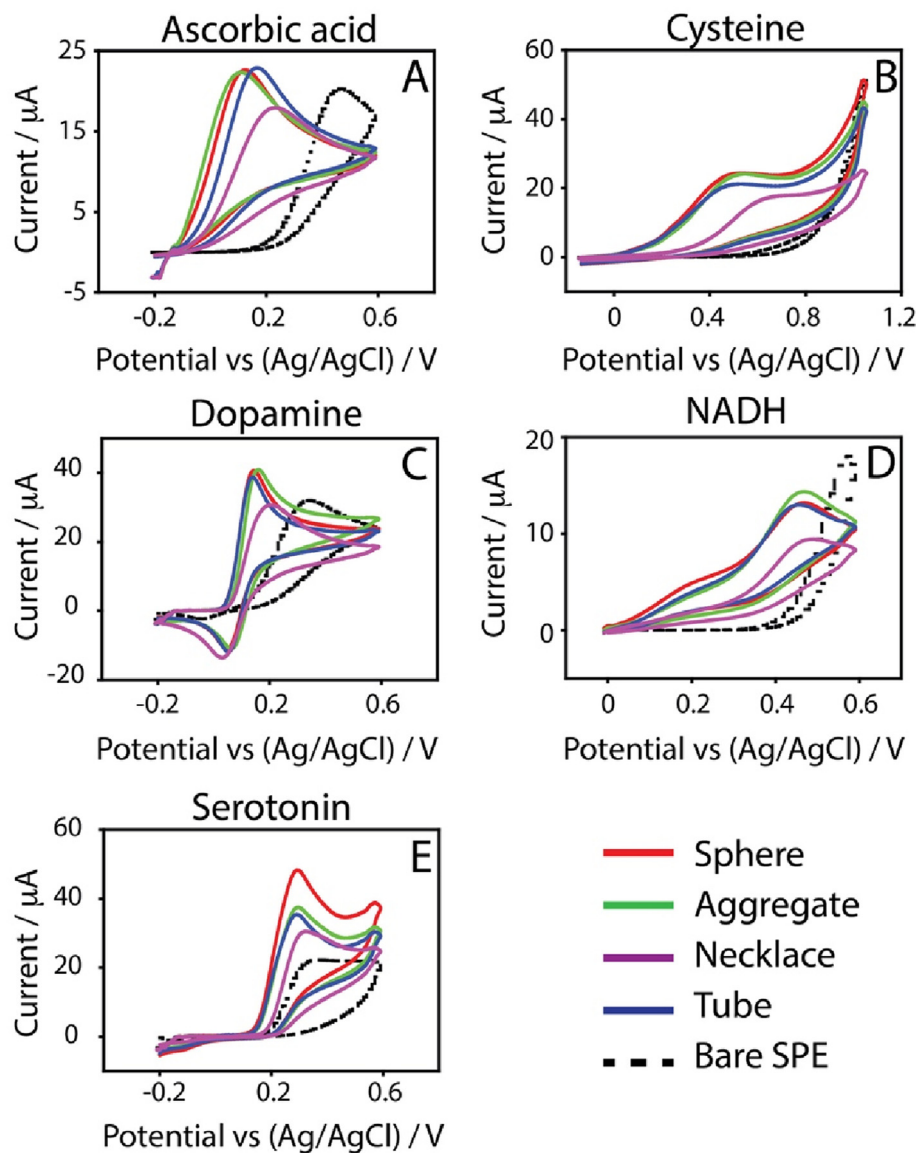 Ascorbic acid
A
25
15
5
-5
Current / µA
-0.2 0.2 0.6
Potential vs (Ag/AgCl) / V
Cysteine
B
60
40
20
0
Current / µA
0 0.4 0.8 1.2
Potential vs (Ag/AgCl) / V
Dopamine
C
40
20
0
-20
Current / µA
-0.2 0.2 0.6
Potential vs (Ag/AgCl) / V
NADH
D
20
10
0
Current / µA
0 0.2 0.4 0.6
Potential vs (Ag/AgCl) / V
Serotonin
E
60
40
20
0
Current / µA
-0.2 0.2 0.6
Potential vs (Ag/AgCl) / V
Sphere
Aggregate
Necklace
Tube
Bare SPE